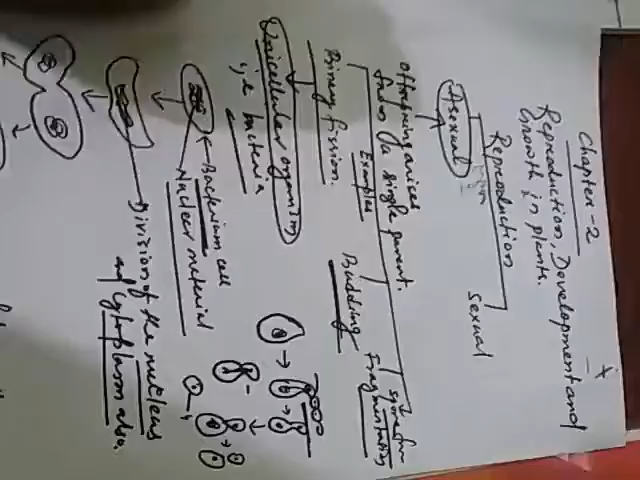 Chapter-2
Reproduction, Development and
Growth in plants.
Reproduction
Asexual
Sexual
Offspring arises
from a single parent.
Examples
Binary fission.
Budding
Fragmentation
Unicellular organism
i.e bacteria
Bacterium cell
Nuclear material
Division of the nucleus
and cytoplasm also.